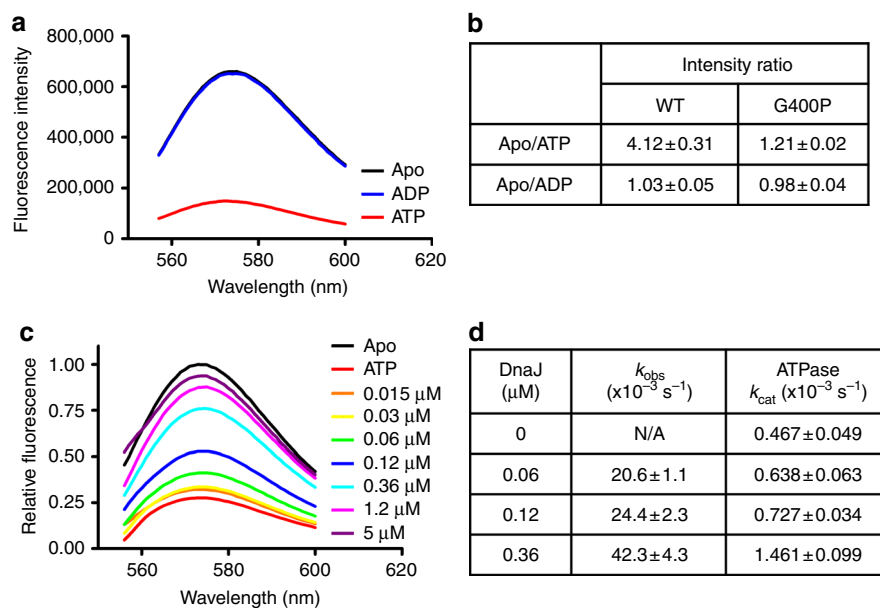 a
Fluorescence intensity
800,000
600,000
400,000
200,000
0
560 580 600 620
Wavelength (nm)
Apo
ADP
ATP
b
Intensity ratio
WT G400P
Apo/ATP 4.12±0.31 1.21±0.02
Apo/ADP 1.03±0.05 0.98±0.04
c
Relative fluorescence
1.00
0.75
0.50
0.25
0.00
560 580 600 620
Wavelength (nm)
Apo
ATP
0.015 μM
0.03 μM
0.06 μM
0.12 μM
0.36 μM
1.2 μM
5 μM
d
DnaJ (μM) kobs (x10⁻³ s⁻¹) ATPase kcat (x10⁻³ s⁻¹)
0 N/A 0.467±0.049
0.06 20.6±1.1 0.638±0.063
0.12 24.4±2.3 0.727±0.034
0.36 42.3±4.3 1.461±0.099